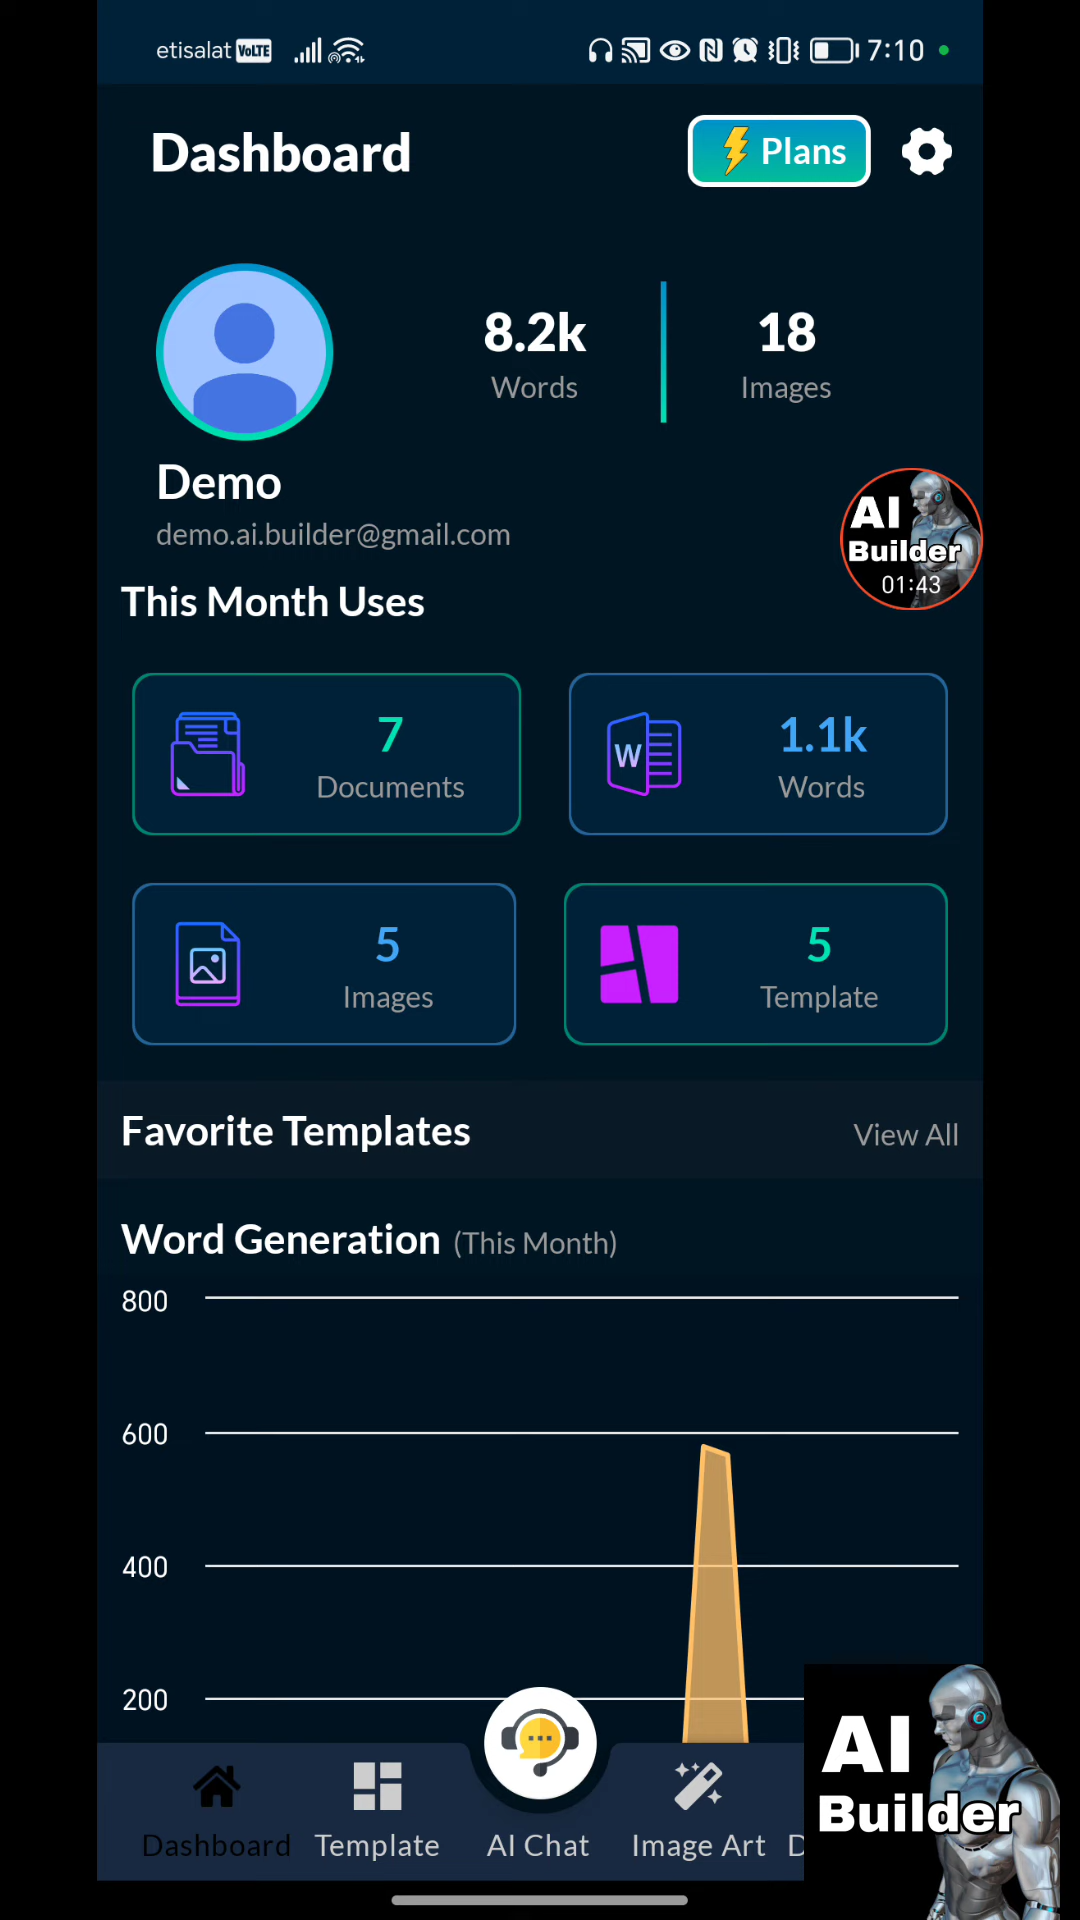 etisalat VoLTE 7:10
Dashboard
Plans
8.2k
Words
18
Images
Demo
demo.ai.builder@gmail.com
AI
Builder
01:43
This Month Uses
7
Documents
W
1.1k
Words
5
Images
5
Template
Favorite Templates
View All
Word Generation (This Month)
800
600
400
200
Dashboard
Template
AI Chat
Image Art
AI
Builder